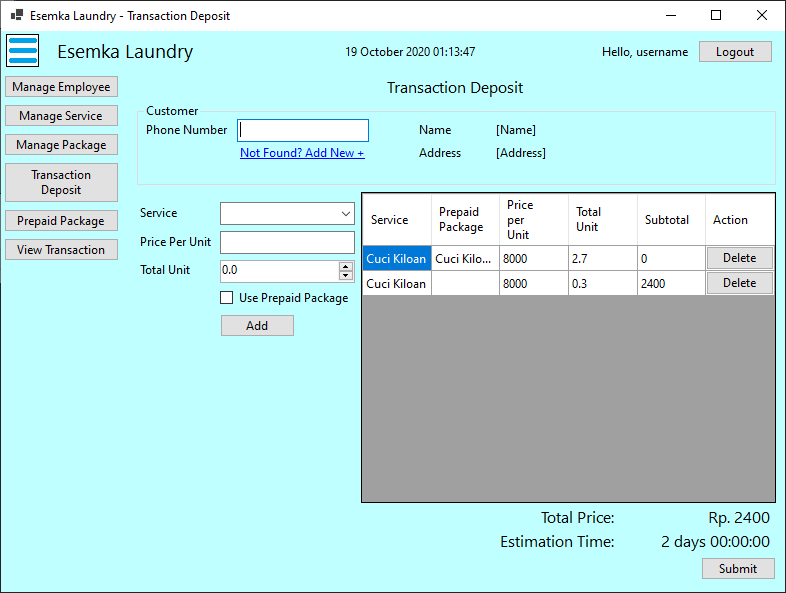 Esemka Laundry - Transaction Deposit
Esemka Laundry
19 October 2020 01:13:47
Hello, username
Logout
Manage Employee
Manage Service
Manage Package
Transaction
Deposit
Prepaid Package
View Transaction
Transaction Deposit
Customer
Phone Number
Name
[Name]
Not Found? Add New +
Address
[Address]
Service
Price Per Unit
Total Unit
0.0
Use Prepaid Package
Add
Service
Prepaid
Package
Price
per
Unit
Total
Unit
Subtotal
Action
Cuci Kiloan
Cuci Kilo...
8000
2.7
0
Delete
Cuci Kiloan
8000
0.3
2400
Delete
Total Price:
Rp. 2400
Estimation Time:
2 days 00:00:00
Submit